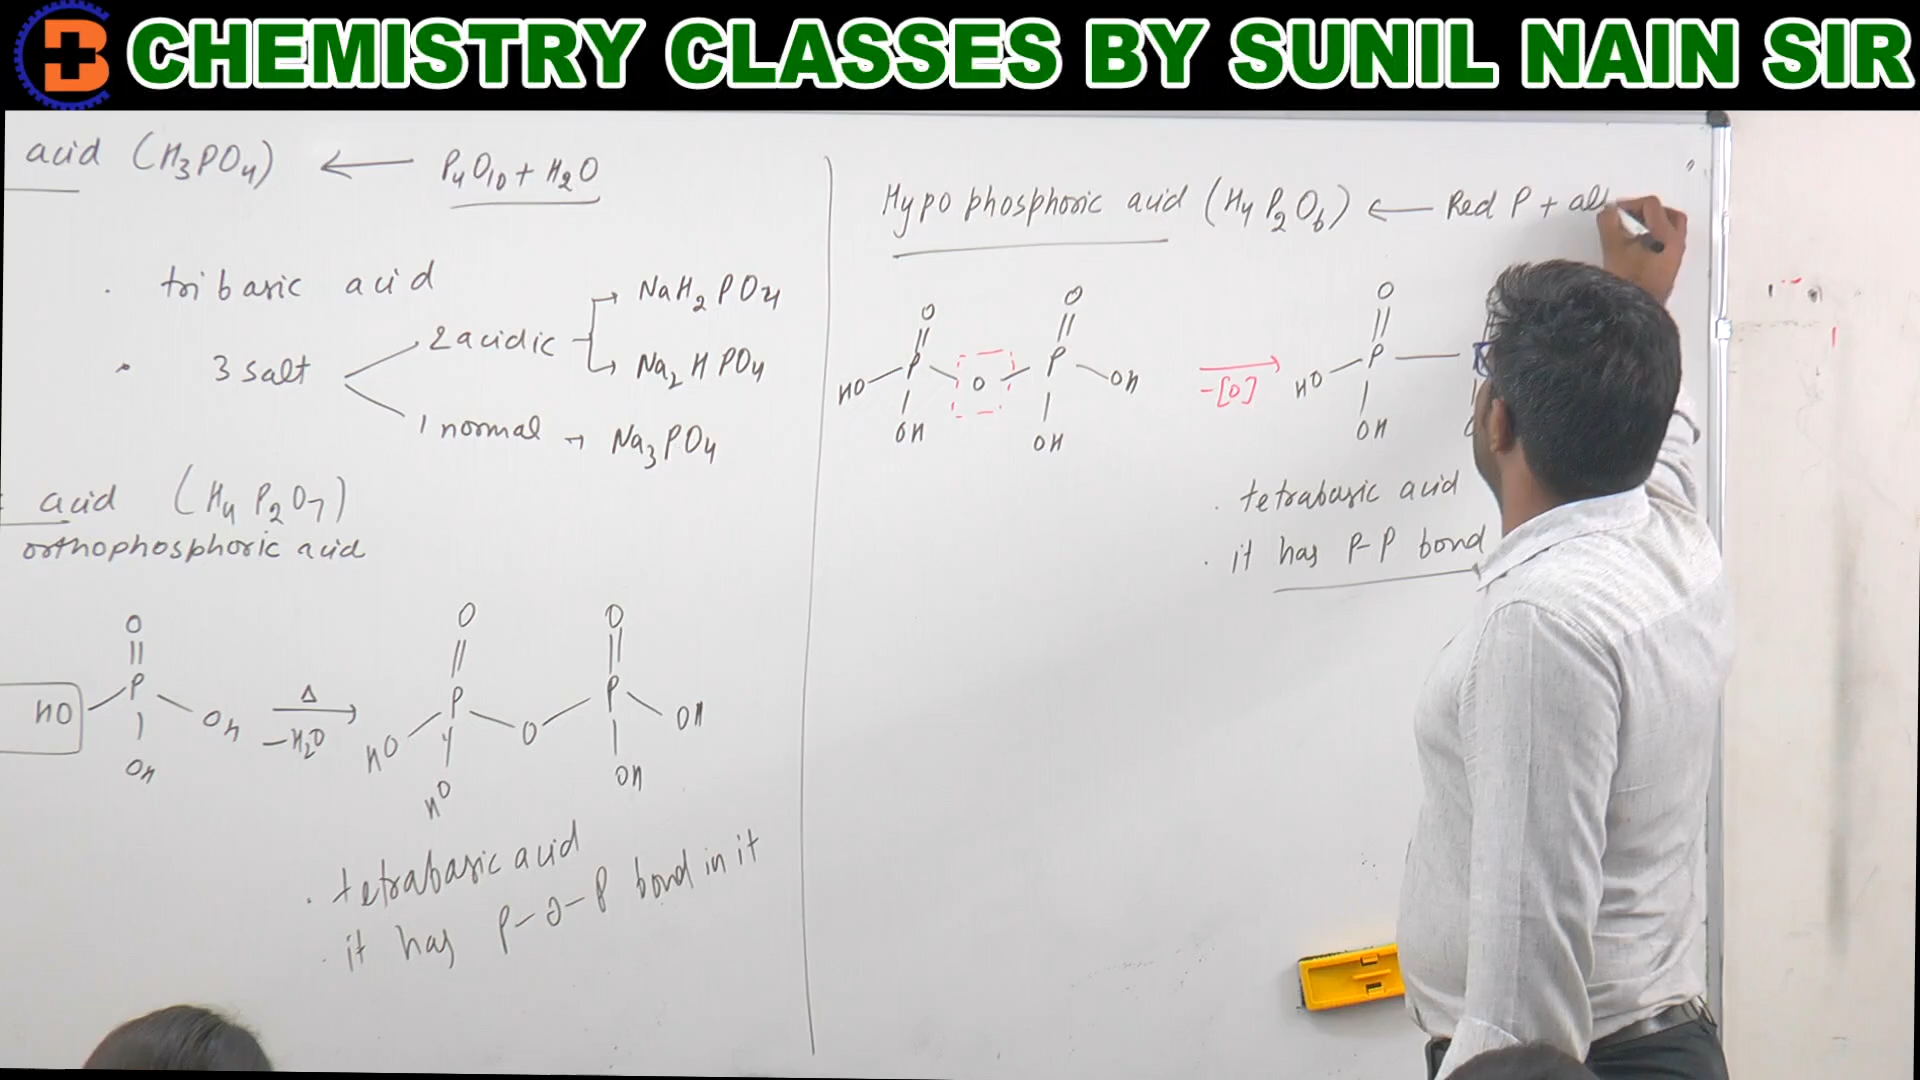 CHEMISTRY CLASSES BY SUNIL NAIN SIR
acid (H3PO4) ← P4O10 + H2O
· tribasic acid
· 3 salt
2 acidic
→ NaH2PO4
→ Na2HPO4
1 normal → Na3PO4
acid (H4P2O7)
orthophosphoric acid
O
P
HO
OH
OH
Δ
-H2O
O
O
P
P
HO
O
OH
HO
OH
· tetrabasic acid
· it has P-O-P bond in it
Hypo phosphoric acid (H4P2O6) ← Red P +
O
O
P
P
HO
O
OH
OH
OH
-[O]
O
P
HO
OH
· tetrabasic acid
· it has P-P bond